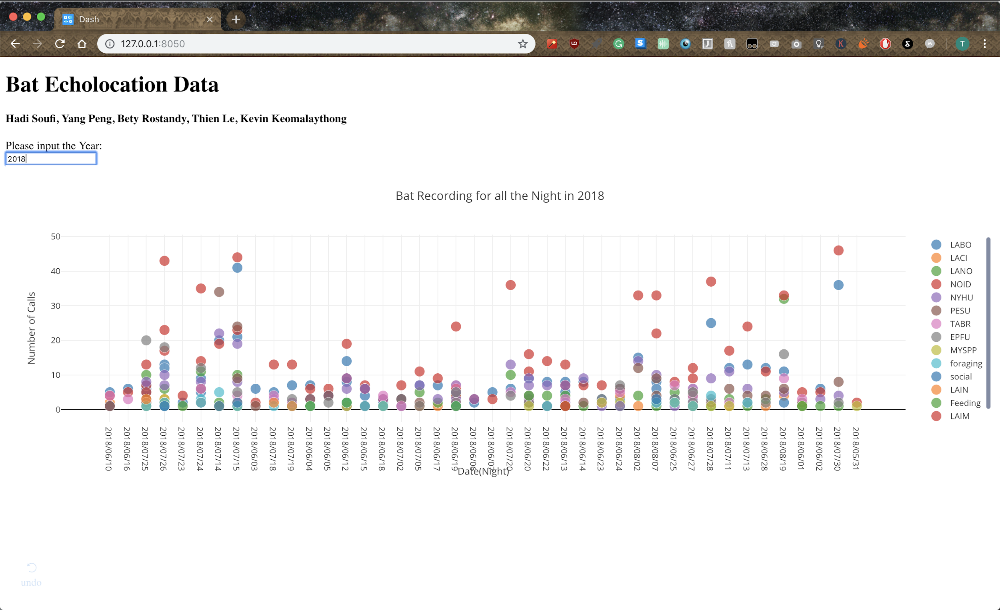 Dash
127.0.0.1:8050
Bat Echolocation Data
Hadi Soufi, Yang Peng, Bety Rostandy, Thien Le, Kevin Keomalaythong
Please input the Year:
2018
Bat Recording for all the Night in 2018
50
40
30
20
10
0
Number of Calls
2018/06/10
2018/06/16
2018/07/25
2018/07/26
2018/07/23
2018/07/24
2018/07/14
2018/07/15
2018/06/03
2018/07/18
2018/07/19
2018/06/04
2018/06/05
2018/06/12
2018/06/15
2018/06/18
2018/07/02
2018/07/05
2018/06/17
2018/06/19
2018/06/06
2018/07/20
2018/06/20
2018/06/22
2018/06/13
2018/06/14
2018/06/23
2018/06/24
2018/08/02
2018/08/07
2018/06/25
2018/06/27
2018/07/28
2018/07/11
2018/07/13
2018/06/28
2018/08/19
2018/06/01
2018/06/02
2018/07/30
2018/05/31
Date(Night)
LABO
LACI
LANO
NOID
NYHU
PESU
TABR
EPFU
MYSPP
foraging
social
LAIN
Feeding
LAIM
undo